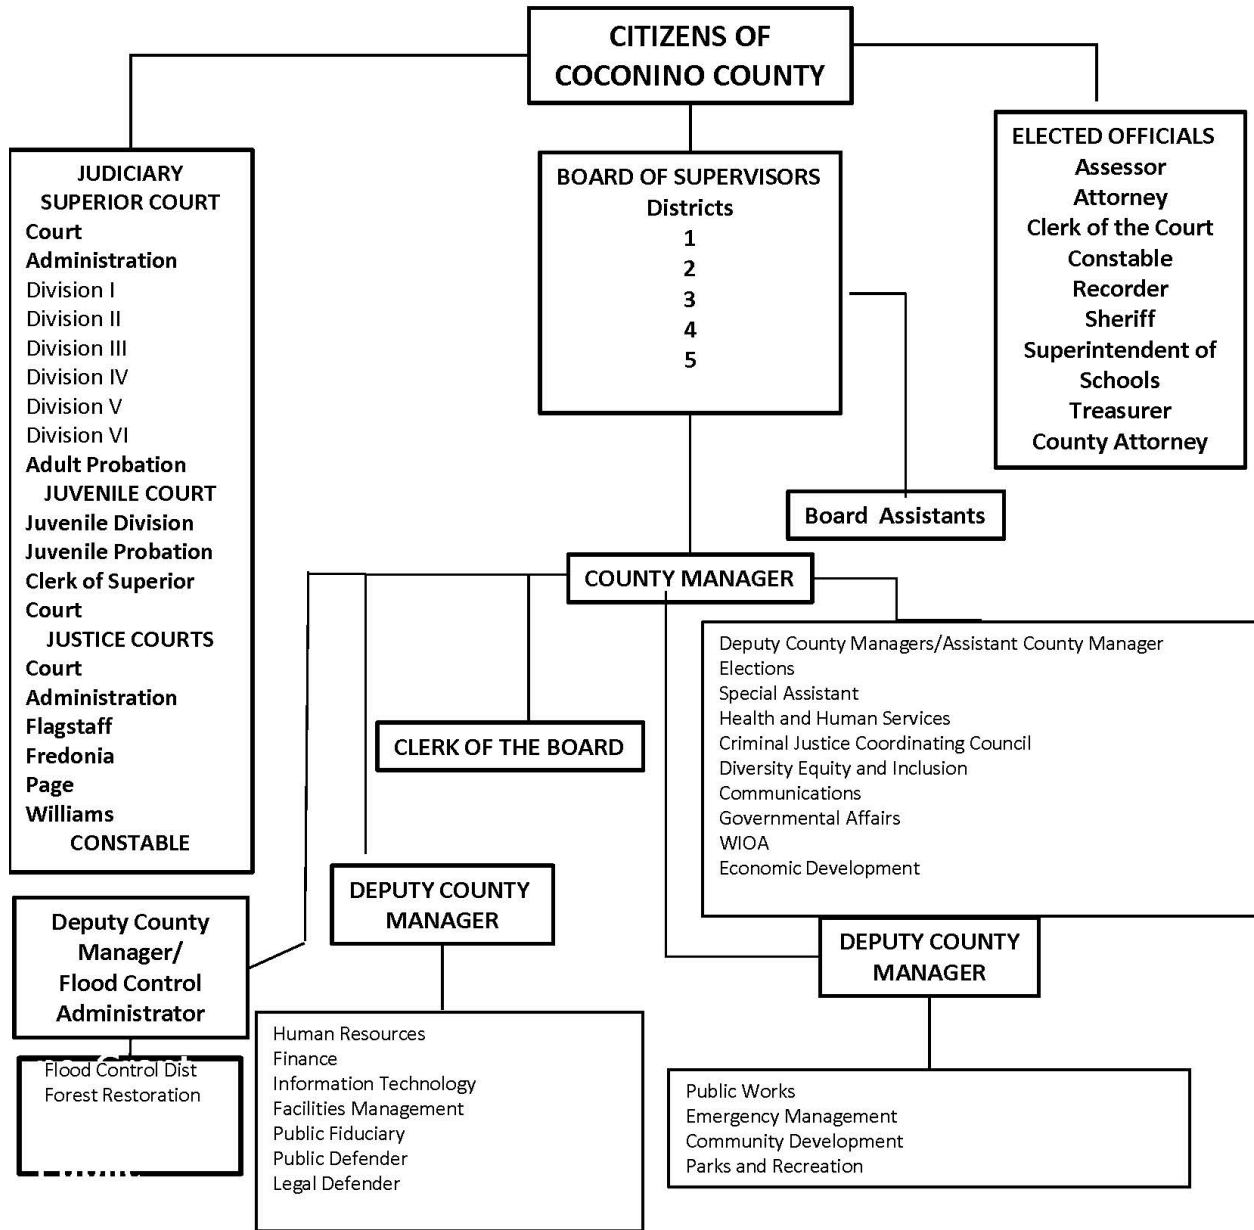 CITIZENS OF
COCONINO COUNTY
JUDICIARY
SUPERIOR COURT
Court
Administration
Division I
Division II
Division III
Division IV
Division V
Division VI
Adult Probation
JUVENILE COURT
Juvenile Division
Juvenile Probation
Clerk of Superior
Court
JUSTICE COURTS
Court
Administration
Flagstaff
Fredonia
Page
Williams
CONSTABLE
BOARD OF SUPERVISORS
Districts
1
2
3
4
5
ELECTED OFFICIALS
Assessor
Attorney
Clerk of the Court
Constable
Recorder
Sheriff
Superintendent of
Schools
Treasurer
County Attorney
Board Assistants
COUNTY MANAGER
CLERK OF THE BOARD
Deputy County Managers/Assistant County Manager
Elections
Special Assistant
Health and Human Services
Criminal Justice Coordinating Council
Diversity Equity and Inclusion
Communications
Governmental Affairs
WIOA
Economic Development
Deputy County
Manager/
Flood Control
Administrator
Flood Control Dist
Forest Restoration
DEPUTY COUNTY
MANAGER
Human Resources
Finance
Information Technology
Facilities Management
Public Fiduciary
Public Defender
Legal Defender
DEPUTY COUNTY
MANAGER
Public Works
Emergency Management
Community Development
Parks and Recreation